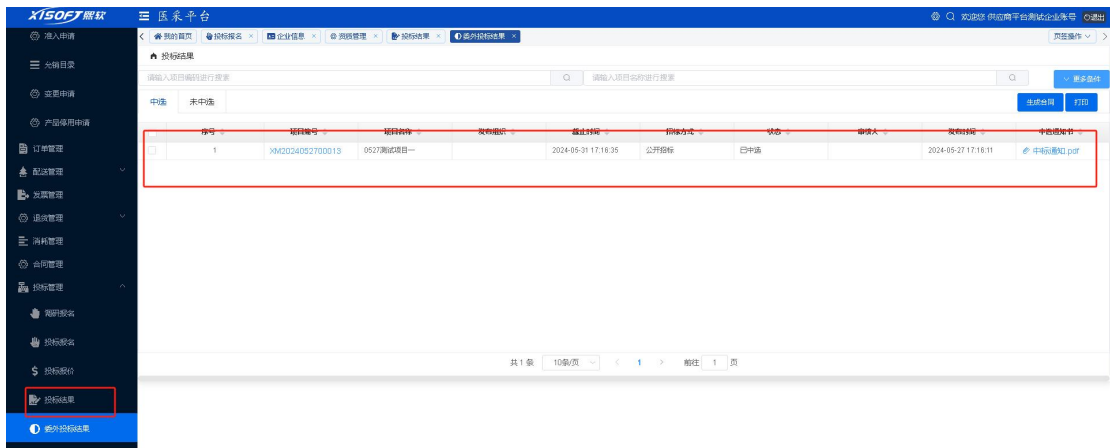 XISOFT熙软
医采平台
欢迎您 供应商平台测试企业账号
退出
准入申请
允销目录
变更申请
产品停用申请
订单管理
配送管理
发票管理
退货管理
消耗管理
合同管理
投标管理
调研报名
投标报名
投标报价
投标结果
委外投标结果
我的首页 × 投标报名 × 企业信息 × 资质管理 × 投标结果 × 委外投标结果 ×
页签操作
投标结果
请输入项目编码进行搜索
请输入项目名称进行搜索
更多条件
中选 未中选
生成合同 打印
序号 项目编号 项目名称 发布组织 截止时间 招标方式 状态 审核人 发布时间 中选通知书
1 XM2024052700013 0527测试项目一 2024-05-31 17:16:35 公开招标 已中选 2024-05-27 17:16:11 中标通知.pdf
共 1 条 10条/页 1 前往 1 页